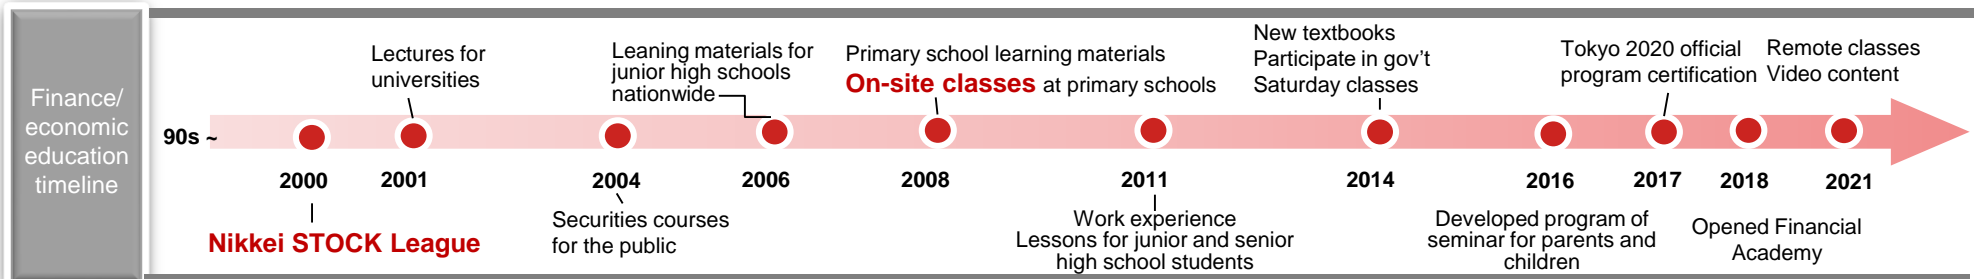 Finance/
economic
education
timeline
90s ~
Lectures for
universities
Leaning materials for
junior high schools
nationwide
Primary school learning materials
On-site classes at primary schools
New textbooks
Participate in gov't
Saturday classes
Tokyo 2020 official
program certification
Remote classes
Video content
2000
2001
2004
2006
2008
2011
2014
2016
2017
2018
2021
Nikkei STOCK League
Securities courses
for the public
Work experience
Lessons for junior and senior
high school students
Developed program of
seminar for parents and
children
Opened Financial
Academy